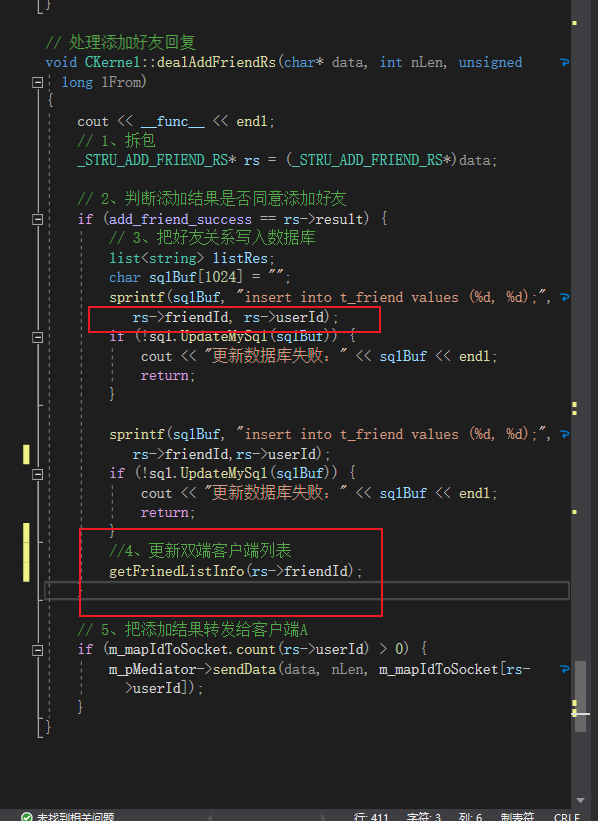 }
// 处理添加好友回复
void CKernel::dealAddFriendRs(char* data, int nLen, unsigned
long lFrom)
{
cout << __func__ << endl;
// 1、拆包
_STRU_ADD_FRIEND_RS* rs = (_STRU_ADD_FRIEND_RS*)data;
// 2、判断添加结果是否同意添加好友
if (add_friend_success == rs->result) {
// 3、把好友关系写入数据库
list<string> listRes;
char sqlBuf[1024] = "";
sprintf(sqlBuf, "insert into t_friend values (%d, %d);",
rs->friendId, rs->userId);
if (!sql.UpdateMySql(sqlBuf)) {
cout << "更新数据库失败：" << sqlBuf << endl;
return;
}
sprintf(sqlBuf, "insert into t_friend values (%d, %d);",
rs->friendId,rs->userId);
if (!sql.UpdateMySql(sqlBuf)) {
cout << "更新数据库失败：" << sqlBuf << endl;
return;
}
//4、更新双端客户端列表
getFrinedListInfo(rs->friendId);
}
// 5、把添加结果转发给客户端A
if (m_mapIdToSocket.count(rs->userId) > 0) {
m_pMediator->sendData(data, nLen, m_mapIdToSocket[rs-
>userId]);
}
}
未找到相关问题 行: 411 字符: 3 列: 6 制表符 CRLF